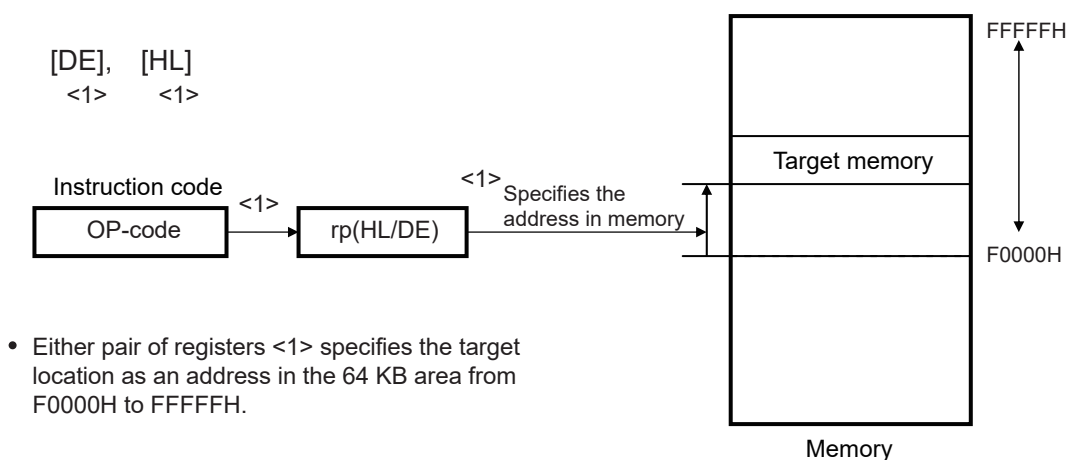 [DE], [HL]
<1> <1>
Instruction code
OP-code
<1>
rp(HL/DE)
<1>
Specifies the
address in memory
FFFFFH
Target memory
F0000H
Memory
• Either pair of registers <1> specifies the target
location as an address in the 64 KB area from
F0000H to FFFFFH.